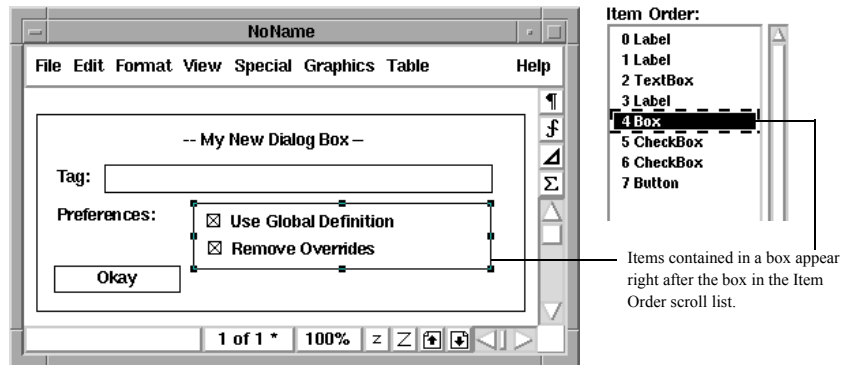 NoName
File Edit Format View Special Graphics Table Help
-- My New Dialog Box --
Tag:
Preferences:
☒ Use Global Definition
☒ Remove Overrides
Okay
¶
∑
1 of 1 * 100% z Z
Item Order:
0 Label
1 Label
2 TextBox
3 Label
4 Box
5 CheckBox
6 CheckBox
7 Button
Items contained in a box appear
right after the box in the Item
Order scroll list.